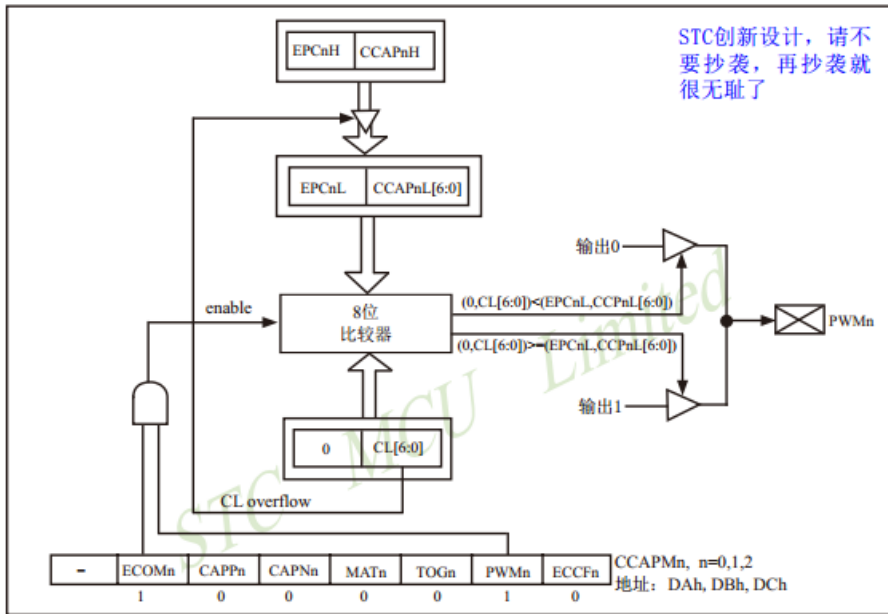 EPCnH CCAPnH
STC创新设计，请不
要抄袭，再抄袭就
很无耻了
EPCnL CCAPnL[6:0]
输出0
enable
8位
比较器
(0,CL[6:0])<(EPCnL,CCPnL[6:0])
(0,CL[6:0])>=(EPCnL,CCPnL[6:0])
PWMn
输出1
0 CL[6:0]
CL overflow
STC MCU Limited
- ECOMn CAPPn CAPNn MATn TOGn PWMn ECCFn
CCAPMn, n=0,1,2
1 0 0 0 0 1 0
地址：DAh, DBh, DCh